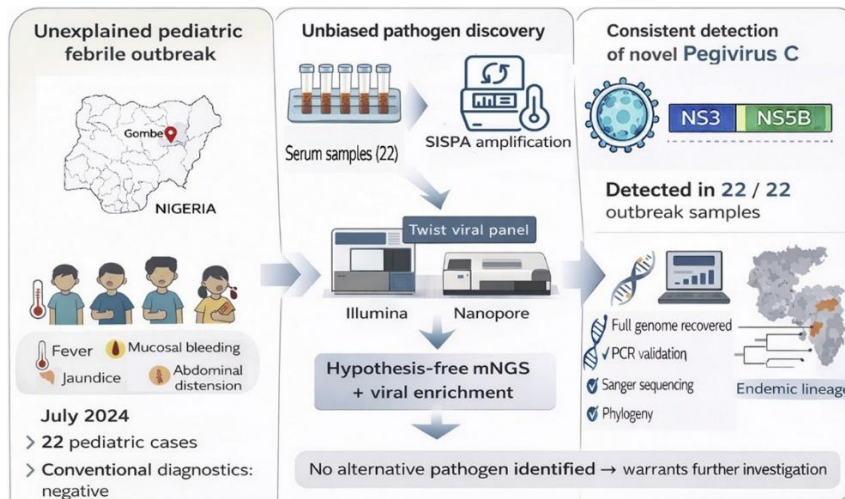 Unexplained pediatric
febrile outbreak
Gombe
NIGERIA
Fever
Mucosal bleeding
Jaundice
Abdominal
distension
July 2024
> 22 pediatric cases
> Conventional diagnostics:
negative
Unbiased pathogen discovery
Serum samples (22)
SISPA amplification
Twist viral panel
Illumina
Nanopore
Hypothesis-free mNGS
+ viral enrichment
No alternative pathogen identified → warrants further investigation
Consistent detection
of novel Pegivirus C
NS3
NS5B
Detected in 22 / 22
outbreak samples
Full genome recovered
✓PCR validation
Sanger sequencing
Phylogeny
Endemic lineage